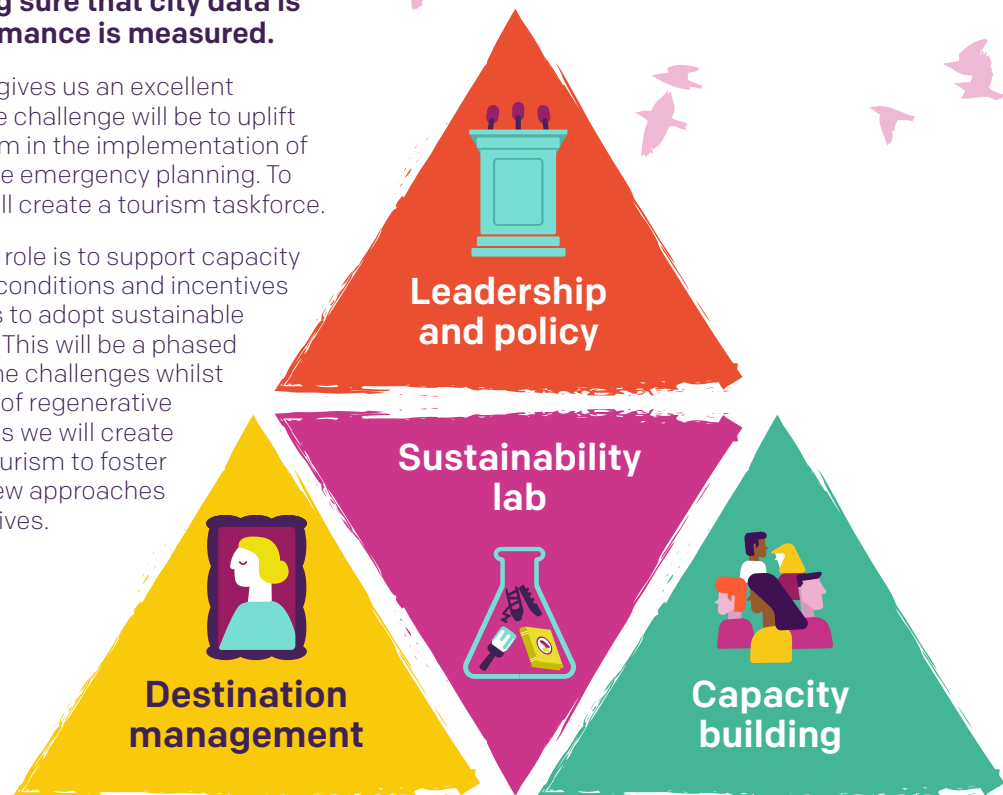 g sure that city data is
mance is measured.
gives us an excellent
e challenge will be to uplift
m in the implementation of
e emergency planning. To
ll create a tourism taskforce.
role is to support capacity
conditions and incentives
s to adopt sustainable
This will be a phased
he challenges whilst
of regenerative
s we will create
urism to foster
ew approaches
ives.
Leadership
and policy
Sustainability
lab
Destination
management
Capacity
building